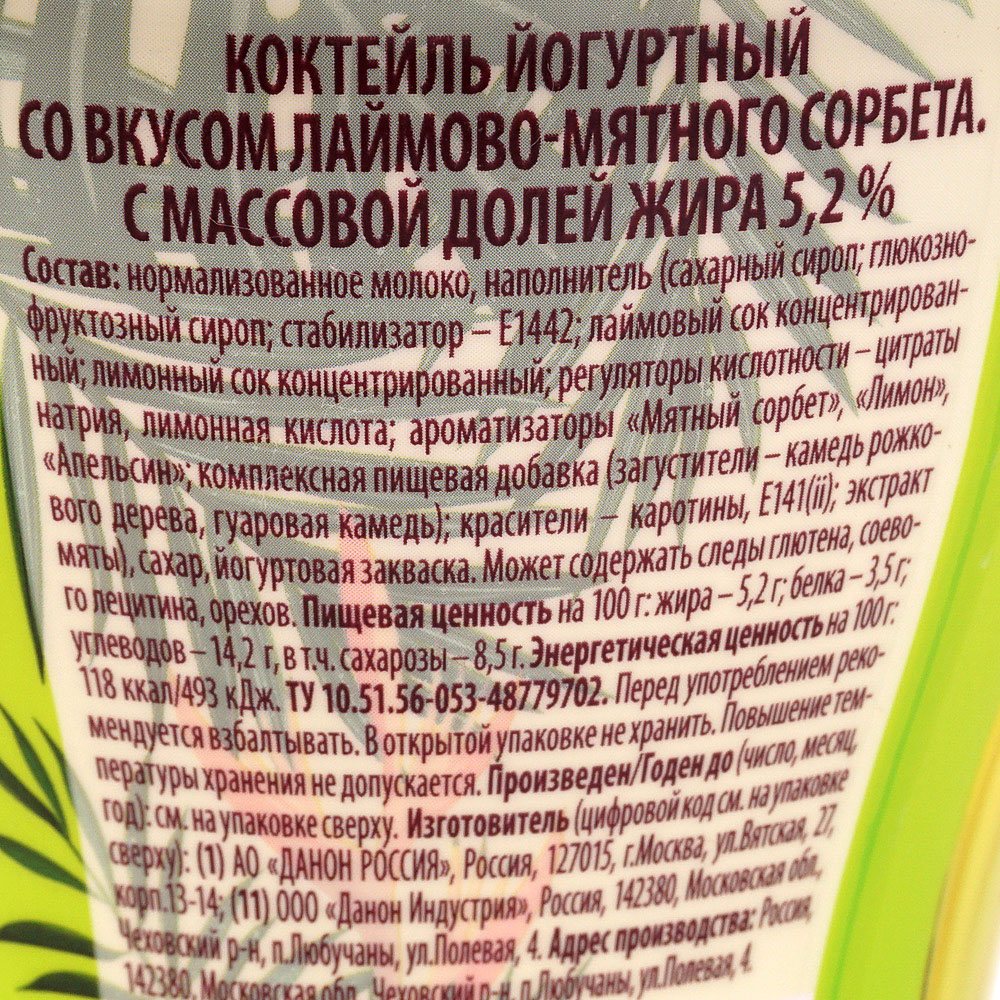 КОКТЕЙЛЬ ЙОГУРТНЫЙ
СО ВКУСОМ ЛАЙМОВО-МЯТНОГО СОРБЕТА.
С МАССОВОЙ ДОЛЕЙ ЖИРА 5,2 %
Состав: нормализованное молоко, наполнитель (сахарный сироп; глюкозно-
фруктозный сироп; стабилизатор – Е1442; лаймовый сок концентрирован-
ный; лимонный сок концентрированный; регуляторы кислотности – цитраты
натрия, лимонная кислота; ароматизаторы «Мятный сорбет», «Лимон»,
«Апельсин»; комплексная пищевая добавка (загустители – камедь рожко-
вого дерева, гуаровая камедь); красители – каротины, Е141(ii); экстракт
мяты), сахар, йогуртовая закваска. Может содержать следы глютена, соево-
го лецитина, орехов. Пищевая ценность на 100 г: жира – 5,2 г; белка – 3,5 г;
углеводов – 14,2 г, в т.ч. сахарозы – 8,5 г. Энергетическая ценность на 100 г:
118 ккал/493 кДж. ТУ 10.51.56-053-48779702. Перед употреблением реко-
мендуется взбалтывать. В открытой упаковке не хранить. Повышение тем-
пературы хранения не допускается. Произведен/Годен до (число, месяц,
год): см. на упаковке сверху. Изготовитель (цифровой код см. на упаковке
сверху): (1) АО «ДАНОН РОССИЯ», Россия, 127015, г.Москва, ул.Вятская, 27,
корп.13-14; (11) ООО «Данон Индустрия», Россия, 142380, Московская обл.,
Чеховский р-н, п.Любучаны, ул.Полевая, 4. Адрес производства: Россия,
142380, Московская обл., Чеховский р-н, п.Любучаны, ул.Полевая, 4.